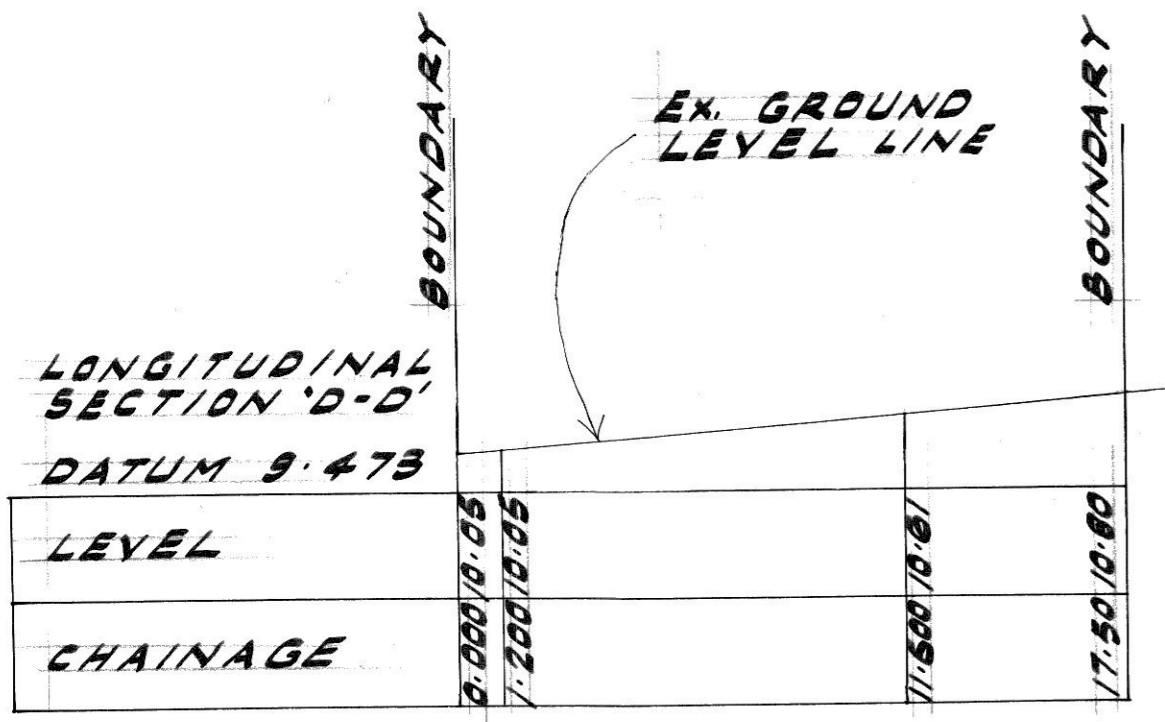 BOUNDARY
BOUNDARY
Ex. GROUND
LEVEL LINE
LONGITUDINAL
SECTION 'D-D'
DATUM 9.473
LEVEL
10.05
10.05
10.61
10.80
CHAINAGE
0.000
1.200
11.600
17.50